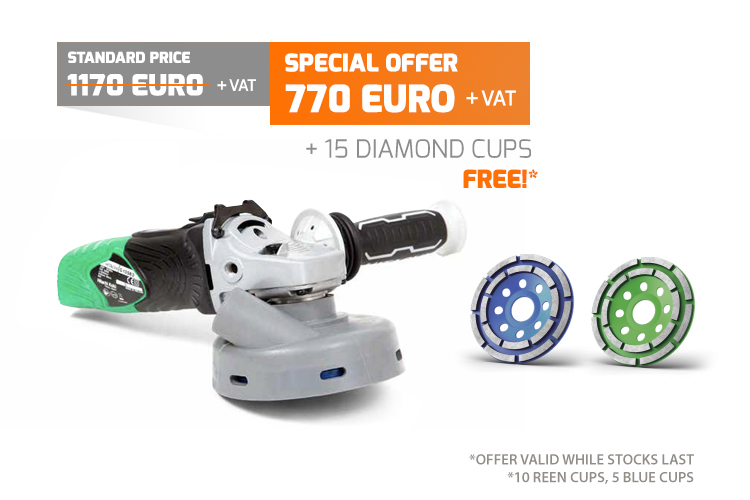 STANDARD PRICE
1170 EURO + VAT
SPECIAL OFFER
770 EURO + VAT
+ 15 DIAMOND CUPS
FREE!*
*OFFER VALID WHILE STOCKS LAST
*10 REEN CUPS, 5 BLUE CUPS